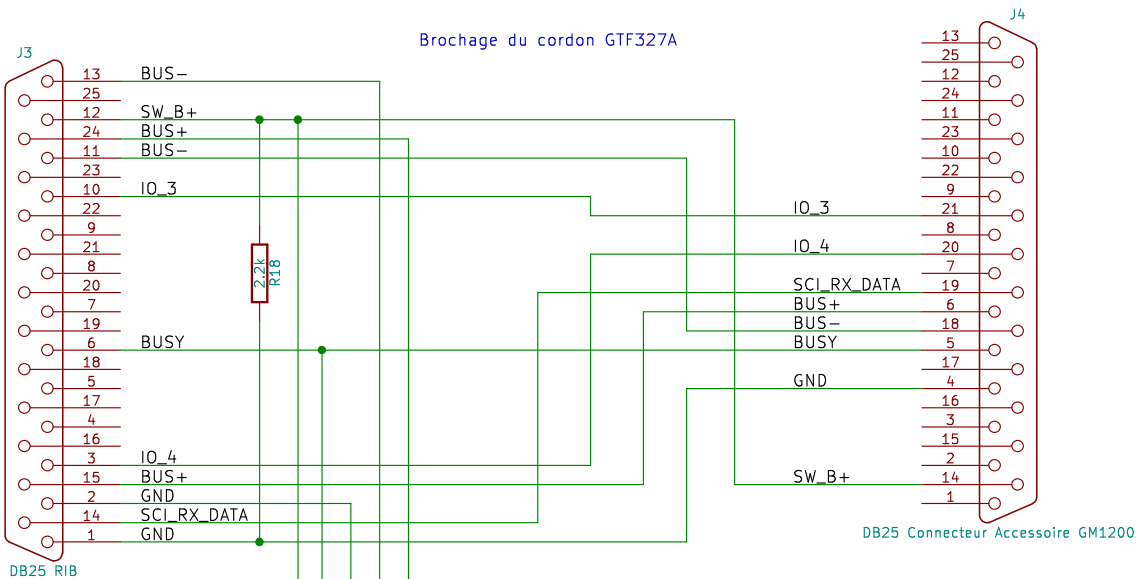 Brochage du cordon GTF327A
J3
13 BUS-
25
12 SW_B+
24 BUS+
11 BUS-
23
10 IO_3
22
9
21
8
20
7
19
6 BUSY
18
5
17
4
16
3 IO_4
15 BUS+
2 GND
14 SCI_RX_DATA
1 GND
DB25 RIB
2.2k
R18
J4
13
25
12
24
11
23
10
22
9
IO_3 21
8
IO_4 20
7
SCI_RX_DATA 19
BUS+ 6
BUS- 18
BUSY 5
17
GND 4
16
3
15
2
SW_B+ 14
1
DB25 Connecteur Accessoire GM1200